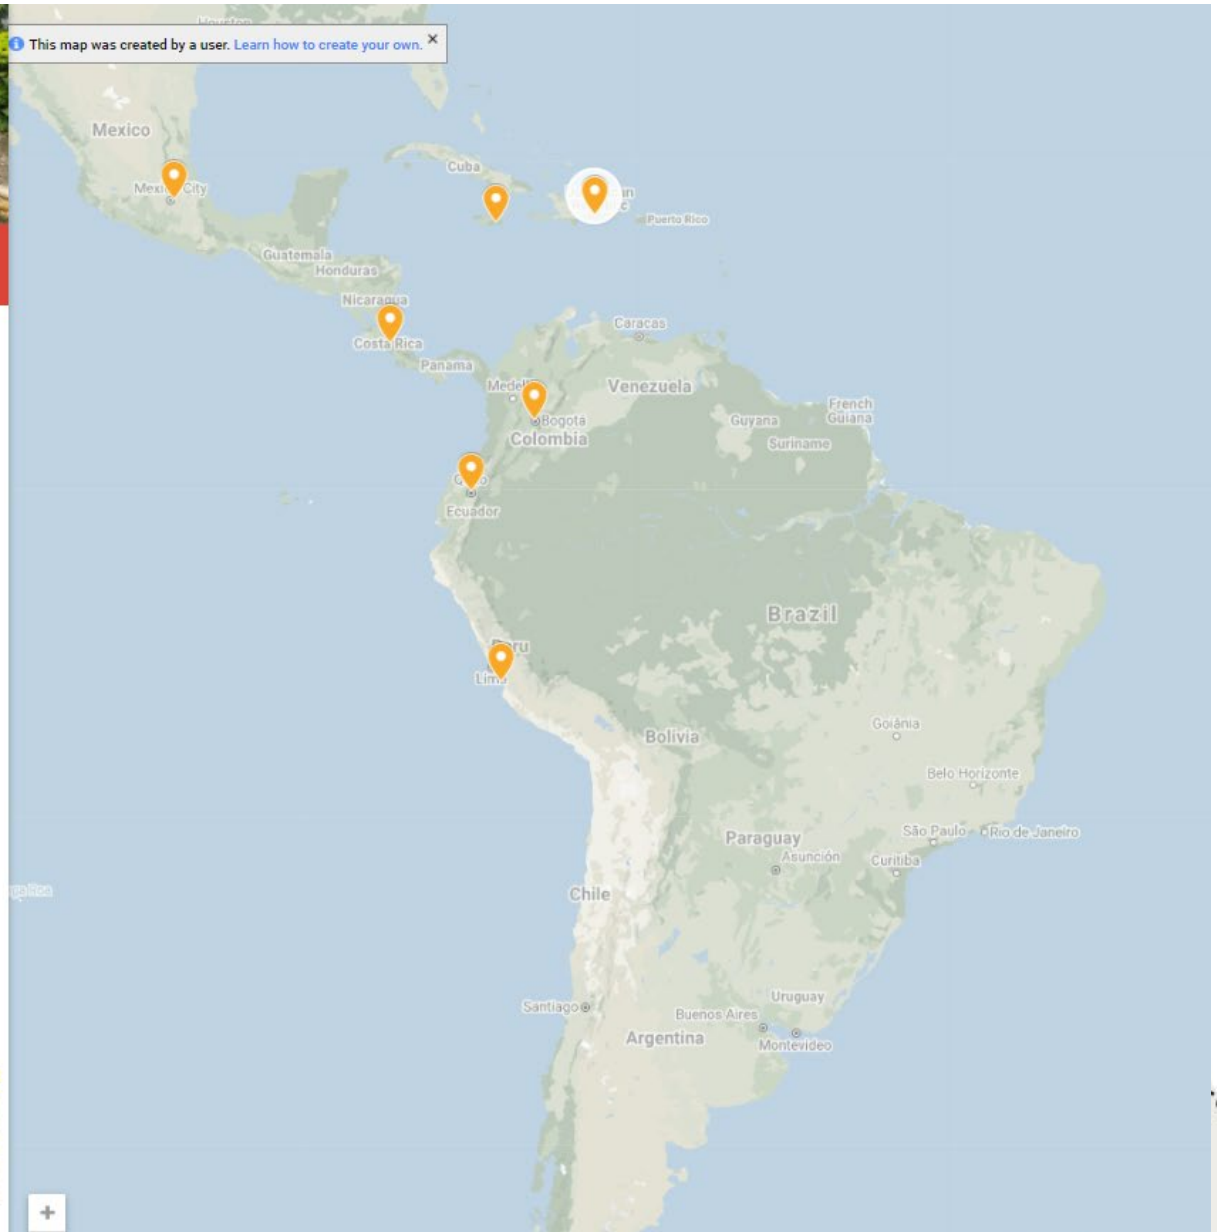 Houston
This map was created by a user. Learn how to create your own. ×
Mexico
Cuba
Puerto Rico
Guatemala
Honduras
Nicaragua
Caracas
Costa Rica
Panama
Venezuela
French
Guiana
Guyana
Bogotá
Colombia
Suriname
Ecuador
Brazil
Goiânia
Bolivia
Belo Horizonte
São Paulo
Rio de Janeiro
Paraguay
Asunción
Curitiba
Chile
Uruguay
Santiago
Buenos Aires
Argentina
Montevideo
+